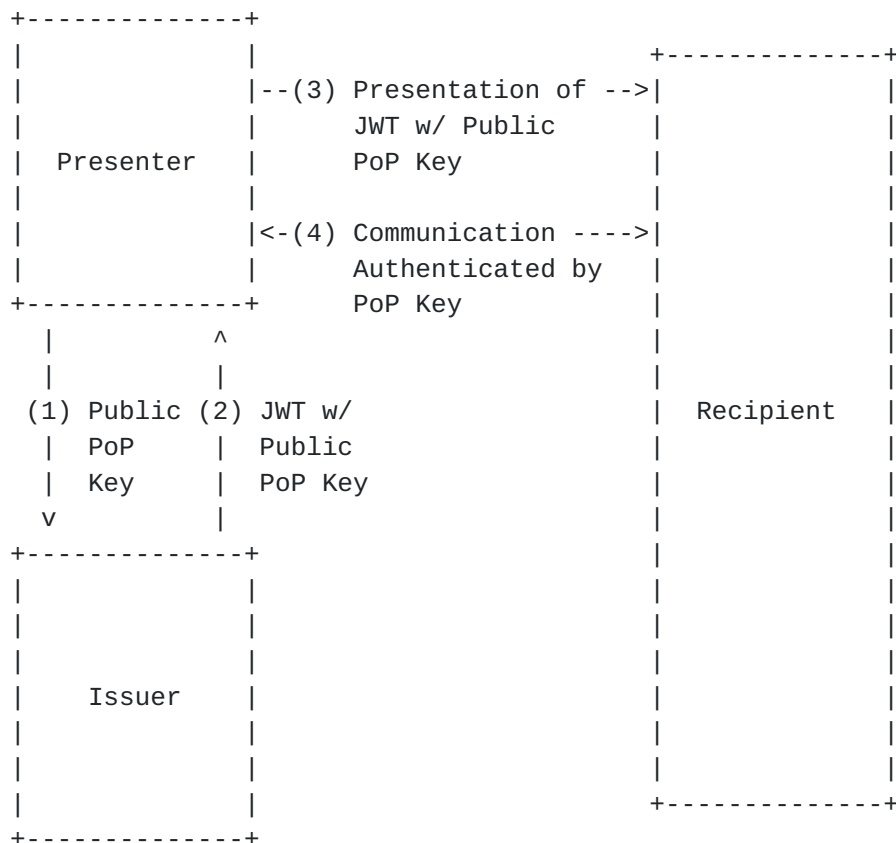 +--------------+
|              |                         +--------------+
|              |--(3) Presentation of -->|              |
|              |      JWT w/ Public      |              |
|  Presenter   |      PoP Key            |              |
|              |                         |              |
|              |<-(4) Communication ---->|              |
|              |      Authenticated by   |              |
+--------------+      PoP Key            |              |
  |          ^                           |              |
  |          |                           |              |
 (1) Public (2) JWT w/                   |  Recipient   |
  |  PoP     |  Public                   |              |
  |  Key     |  PoP Key                  |              |
  v          |                           |              |
+--------------+                         |              |
|              |                         |              |
|              |                         |              |
|              |                         |              |
|    Issuer    |                         |              |
|              |                         |              |
|              |                         |              |
|              |                         +--------------+
+--------------+